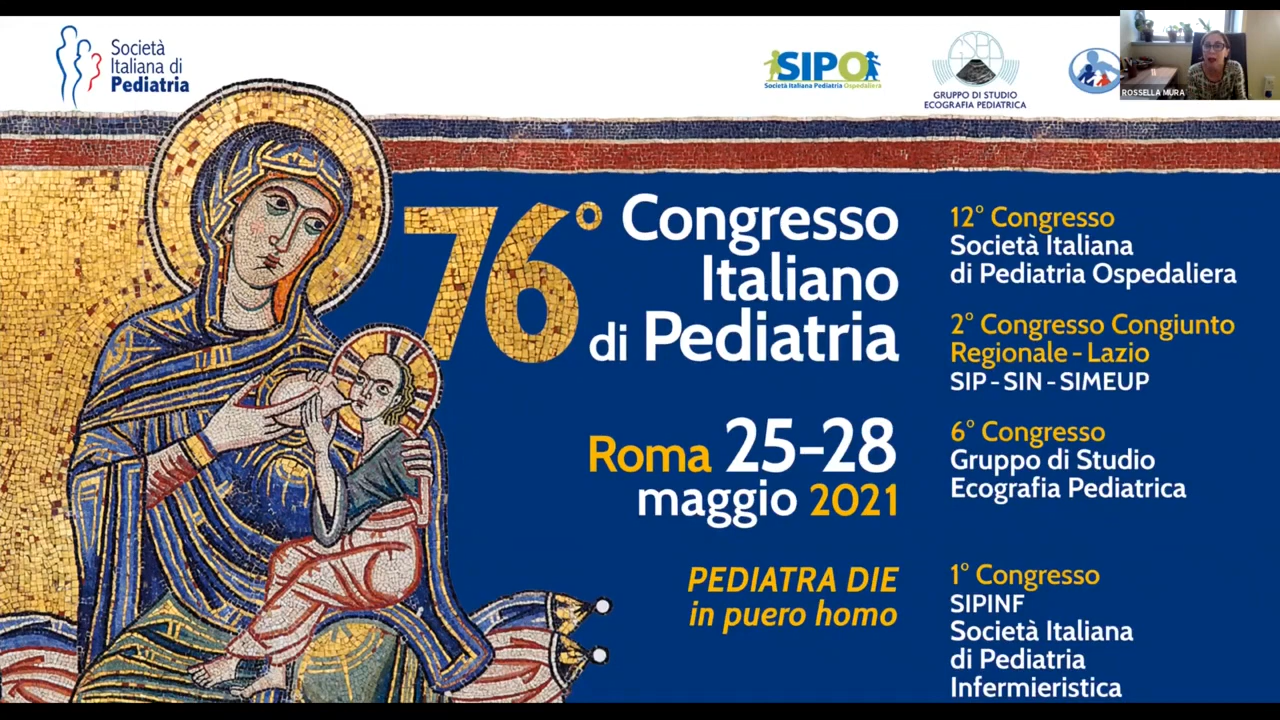 Società
Italiana di
Pediatria
SIPO
Società Italiana Pediatria Ospedaliera
GRUPPO DI STUDIO
ECOGRAFIA PEDIATRICA
ROSSELLA MURA
76° Congresso
Italiano
di Pediatria
Roma 25-28
maggio 2021
PEDIATRA DIE
in puero homo
12° Congresso
Società Italiana
di Pediatria Ospedaliera
2° Congresso Congiunto
Regionale - Lazio
SIP - SIN - SIMEUP
6° Congresso
Gruppo di Studio
Ecografia Pediatrica
1° Congresso
SIPINF
Società Italiana
di Pediatria
Infermieristica